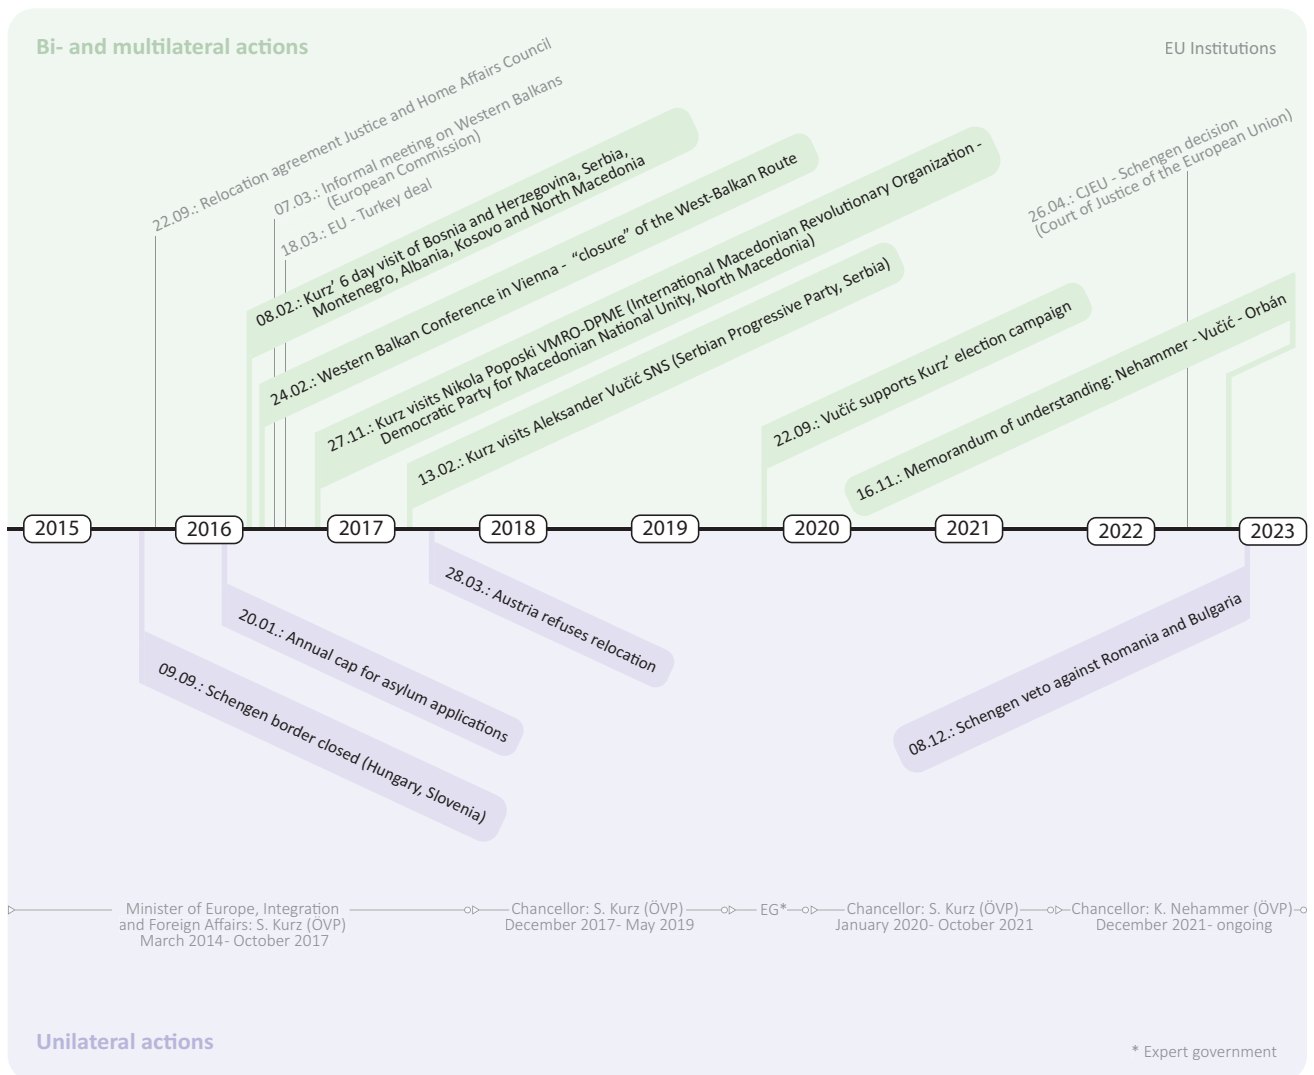 Bi- and multilateral actions
EU Institutions
22.09.: Relocation agreement Justice and Home Affairs Council
07.03.: Informal meeting on Western Balkans
(European Commission)
18.03.: EU - Turkey deal
08.02.: Kurz’ 6 day visit of Bosnia and Herzegovina, Serbia,
Montenegro, Albania, Kosovo and North Macedonia
24.02.: Western Balkan Conference in Vienna - “closure” of the West-Balkan Route
27.11.: Kurz visits Nikola Poposki VMRO-DPME (International Macedonian Revolutionary Organization -
Democratic Party for Macedonian National Unity, North Macedonia)
13.02.: Kurz visits Aleksander Vučić SNS (Serbian Progressive Party, Serbia)
22.09.: Vučić supports Kurz’ election campaign
16.11.: Memorandum of understanding: Nehammer - Vučić - Orbán
26.04.: CJEU - Schengen decision
(Court of Justice of the European Union)
2015
2016
2017
2018
2019
2020
2021
2022
2023
09.09.: Schengen border closed (Hungary, Slovenia)
20.01.: Annual cap for asylum applications
28.03.: Austria refuses relocation
08.12.: Schengen veto against Romania and Bulgaria
Minister of Europe, Integration
and Foreign Affairs: S. Kurz (ÖVP)
March 2014- October 2017
Chancellor: S. Kurz (ÖVP)
December 2017- May 2019
EG*
Chancellor: S. Kurz (ÖVP)
January 2020- October 2021
Chancellor: K. Nehammer (ÖVP)
December 2021- ongoing
Unilateral actions
* Expert government